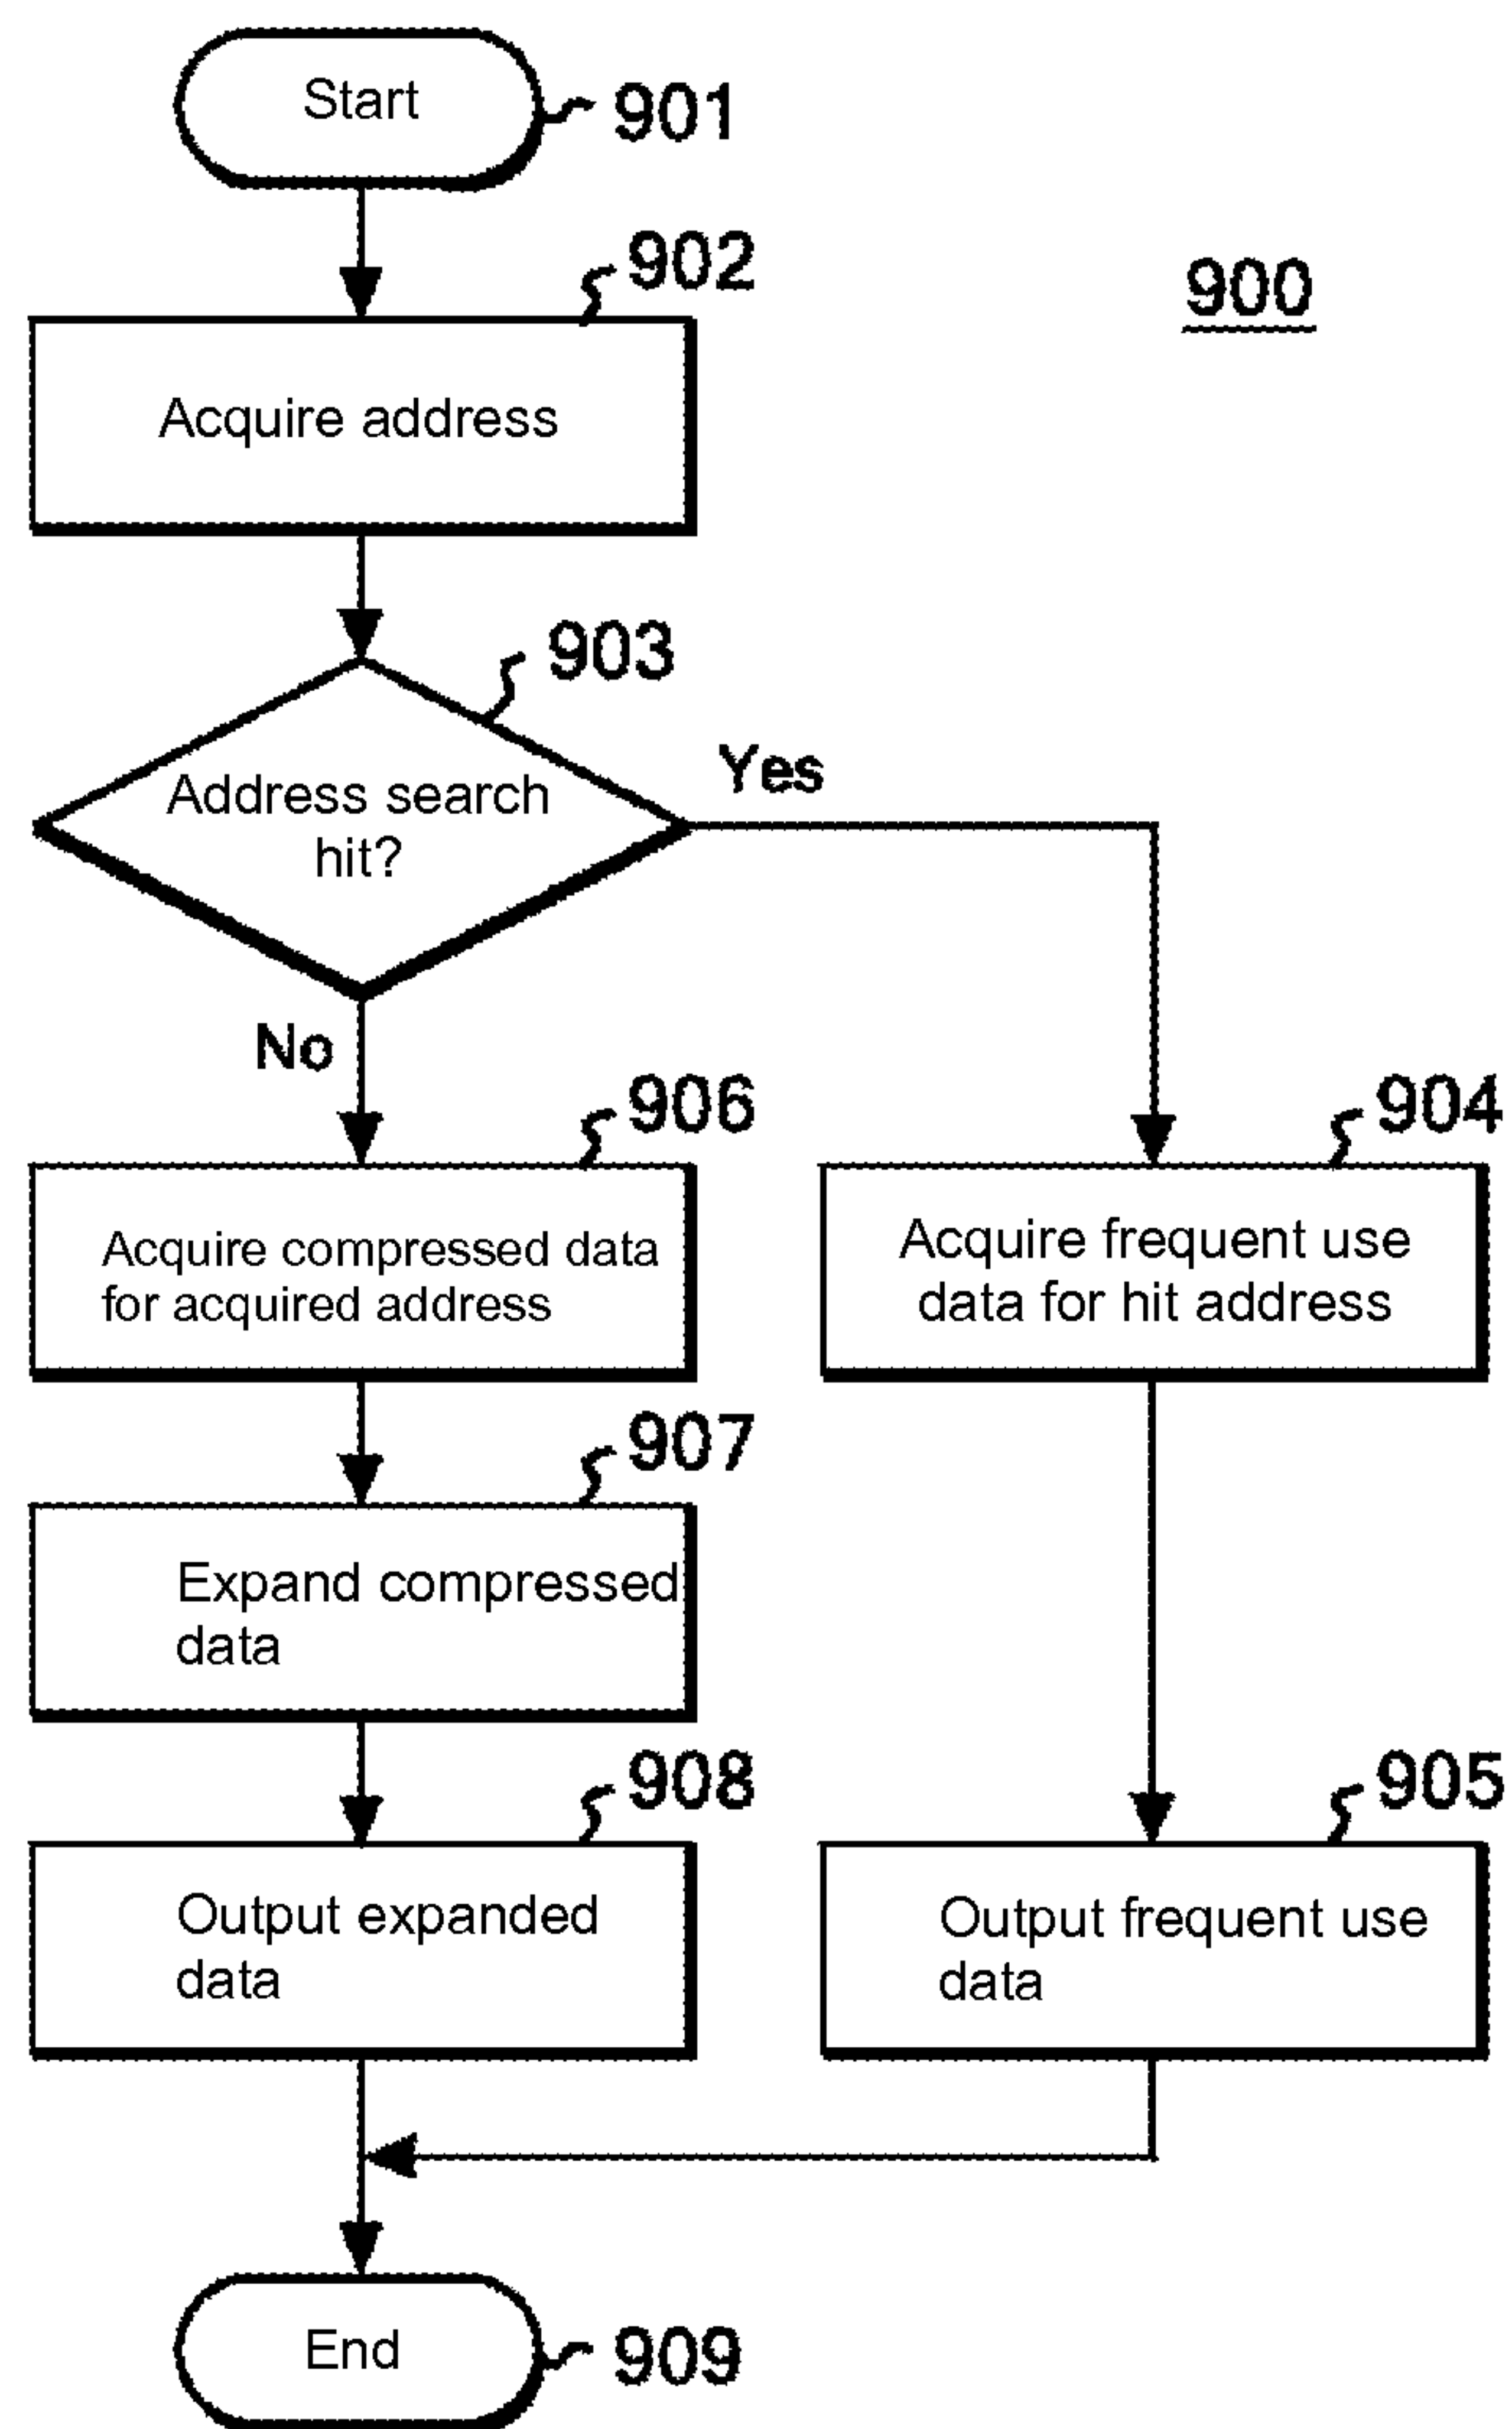 Start
901
902
900
Acquire address
903
Address search
hit?
Yes
No
906
904
Acquire compressed data
for acquired address
Acquire frequent use
data for hit address
907
Expand compressed
data
908
905
Output expanded
data
Output frequent use
data
End
909